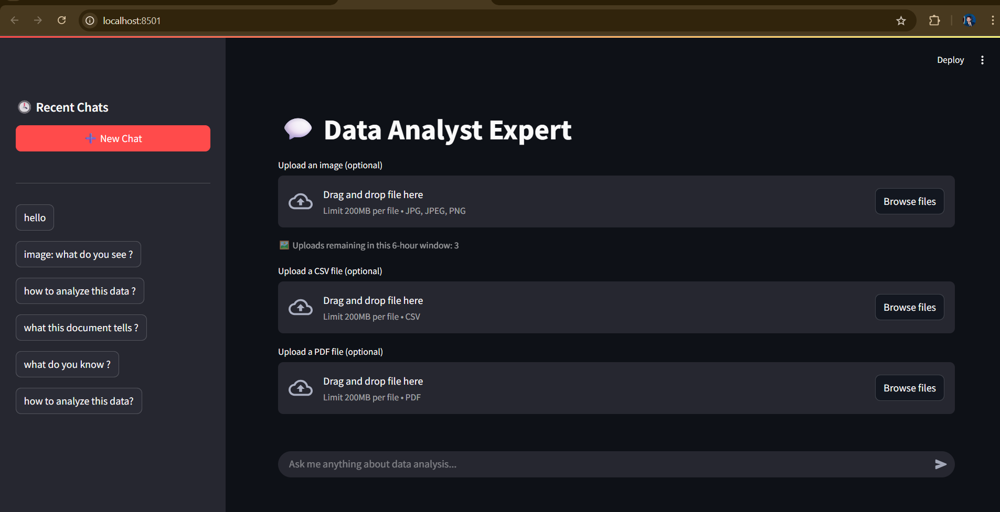 localhost:8501
Deploy
Recent Chats
New Chat
hello
image: what do you see ?
how to analyze this data ?
what this document tells ?
what do you know ?
how to analyze this data?
Data Analyst Expert
Upload an image (optional)
Drag and drop file here
Limit 200MB per file • JPG, JPEG, PNG
Browse files
Uploads remaining in this 6-hour window: 3
Upload a CSV file (optional)
Drag and drop file here
Limit 200MB per file • CSV
Browse files
Upload a PDF file (optional)
Drag and drop file here
Limit 200MB per file • PDF
Browse files
Ask me anything about data analysis...